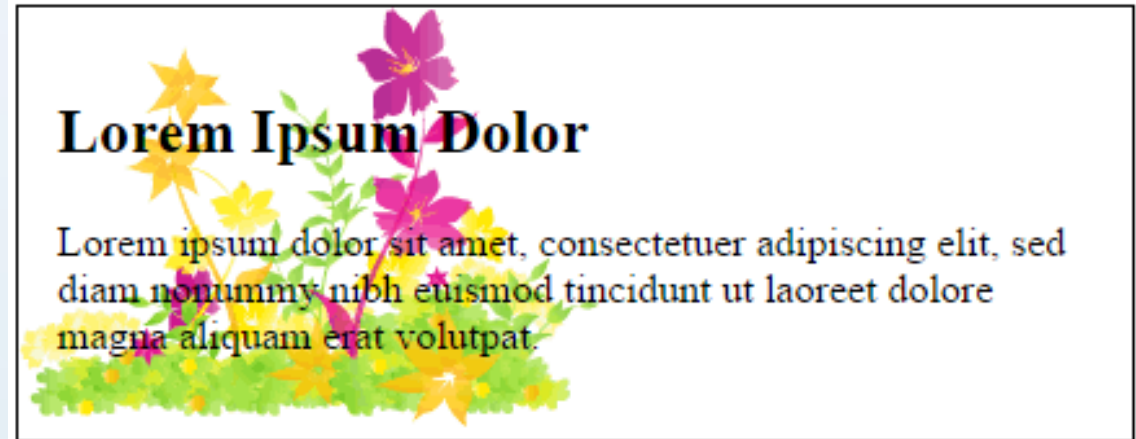 Lorem Ipsum Dolor
Lorem ipsum dolor sit amet, consectetuer adipiscing elit, sed
diam nonummy nibh euismod tincidunt ut laoreet dolore
magna aliquam erat volutpat.